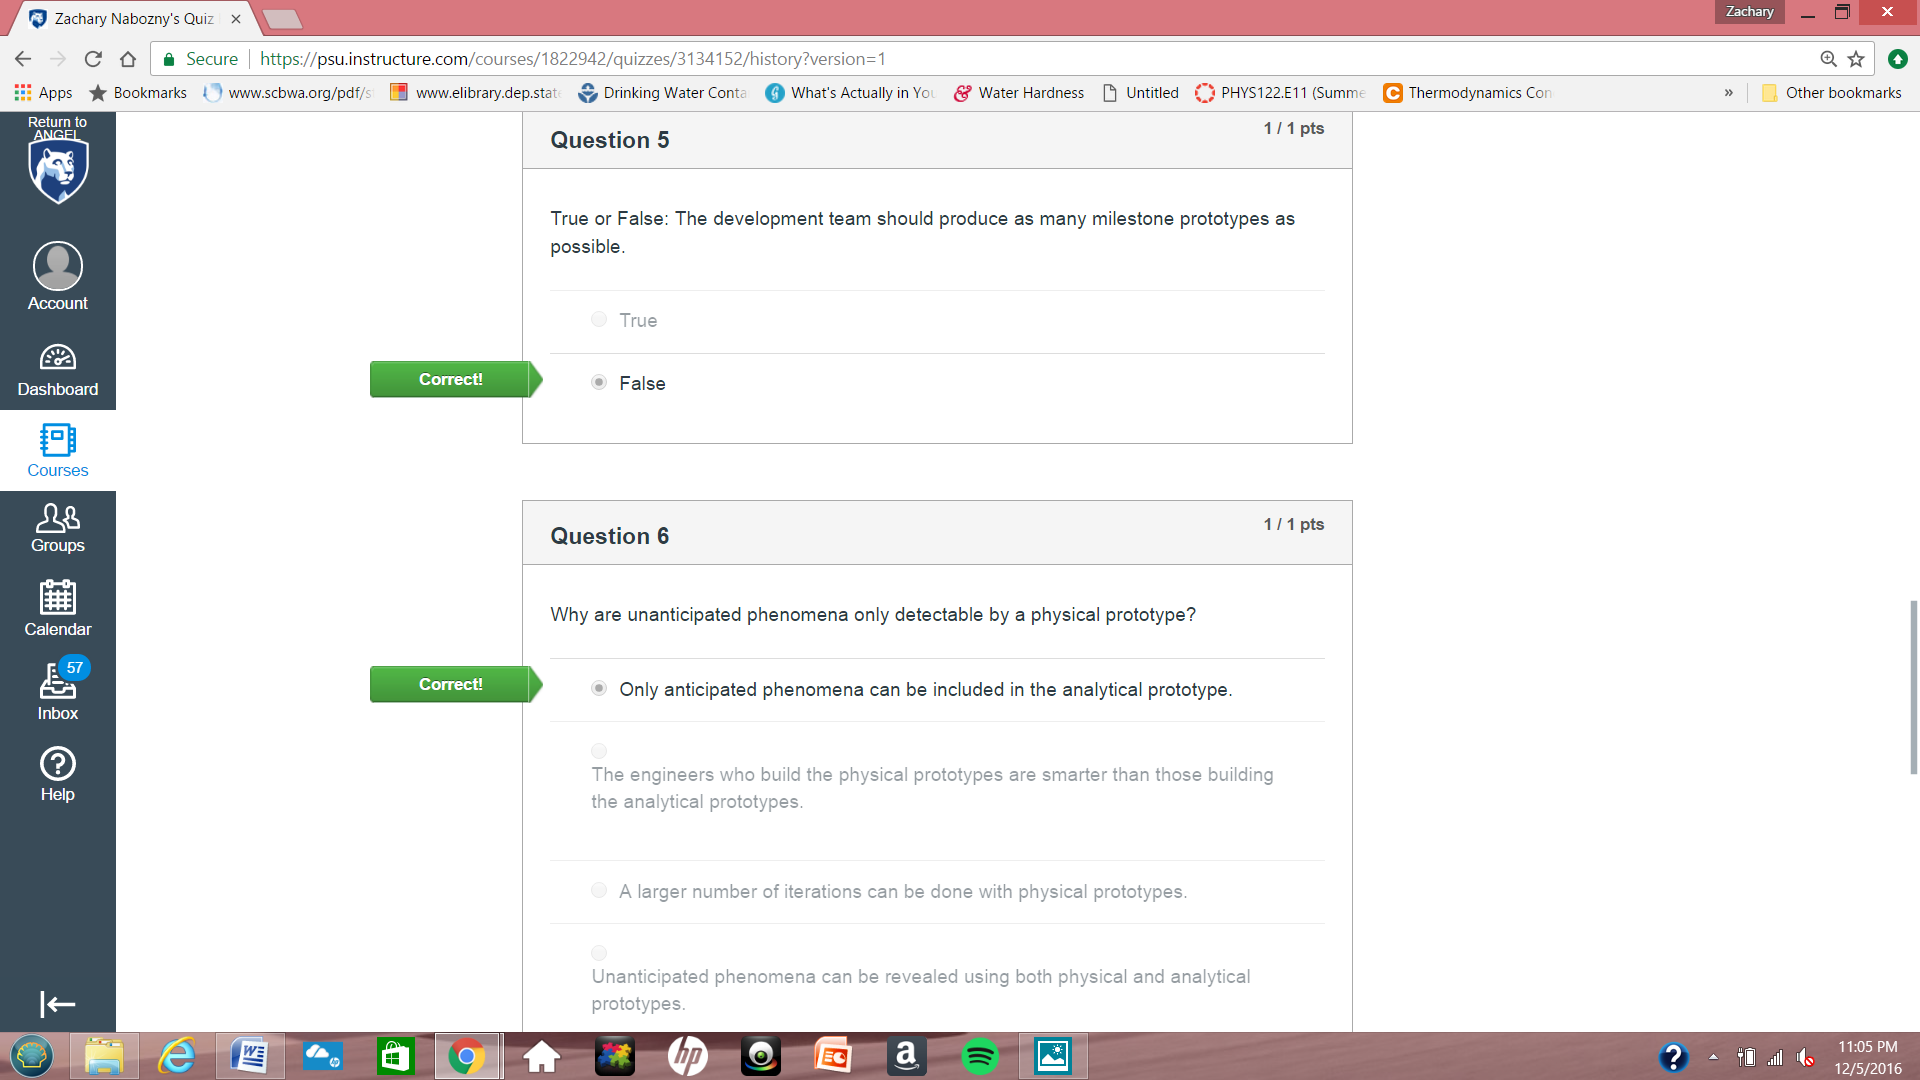 Zachary Nabozny's Quiz
Zachary
Secure
https://psu.instructure.com/courses/1822942/quizzes/3134152/history?version=1
Apps
Bookmarks
www.scbwa.org/pdf/s
www.elibrary.dep.stat
Drinking Water Conta
What's Actually in You
Water Hardness
Untitled
PHYS122.E11 (Summe
Thermodynamics Con
»
Other bookmarks
Return to
ANGEL
Account
Dashboard
Courses
Groups
Calendar
57
Inbox
Help
Question 5
1 / 1 pts
True or False: The development team should produce as many milestone prototypes as
possible.
True
Correct!
False
Question 6
1 / 1 pts
Why are unanticipated phenomena only detectable by a physical prototype?
Correct!
Only anticipated phenomena can be included in the analytical prototype.
The engineers who build the physical prototypes are smarter than those building
the analytical prototypes.
A larger number of iterations can be done with physical prototypes.
Unanticipated phenomena can be revealed using both physical and analytical
prototypes.
11:05 PM
12/5/2016